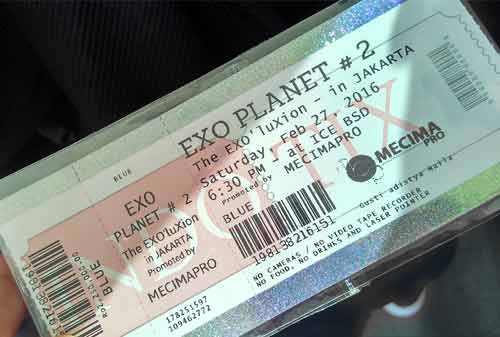 BLUE
EXO
PLANET # 2
The EXO'luXion
in JAKARTA
Promoted by
MECIMAPRO
BLUE
178251597
109462772
EXO PLANET # 2
The EXO'luXion - in JAKARTA
Saturday, Feb 27, 2016
6:30 PM - at ICE BSD
Promoted by MECIMAPRO
BLUE
198138216151
MECIMA
PRO
NO CAMERAS / NO VIDEO TAPE RECORDER
NO FOOD, NO DRINKS AND LASER POINTER